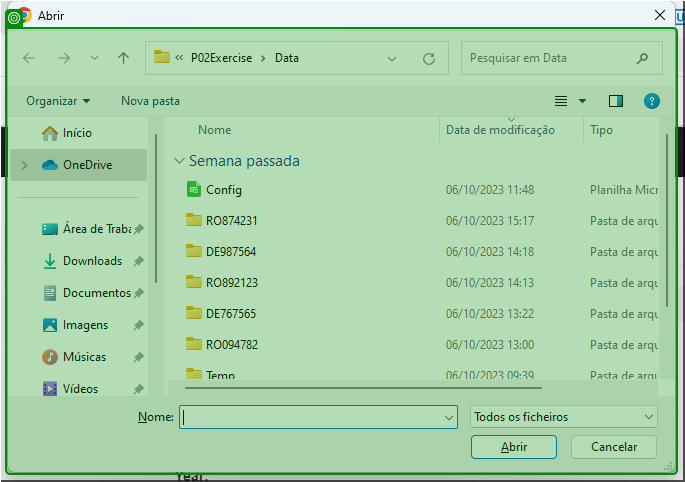 Abrir
P02Exercise
Data
Pesquisar em Data
Organizar
Nova pasta
Início
OneDrive
Área de Traba
Downloads
Documentos
Imagens
Músicas
Vídeos
Nome Data de modificação Tipo
Semana passada
Config 06/10/2023 11:48 Planilha Micr
RO874231 06/10/2023 15:17 Pasta de arqu
DE987564 06/10/2023 14:18 Pasta de arqu
RO892123 06/10/2023 14:13 Pasta de arqu
DE767565 06/10/2023 13:22 Pasta de arqu
RO094782 06/10/2023 13:00 Pasta de arqu
Temp 06/10/2023 09:39 Pasta de arqu
Nome:
Todos os ficheiros
Abrir
Cancelar
Year.